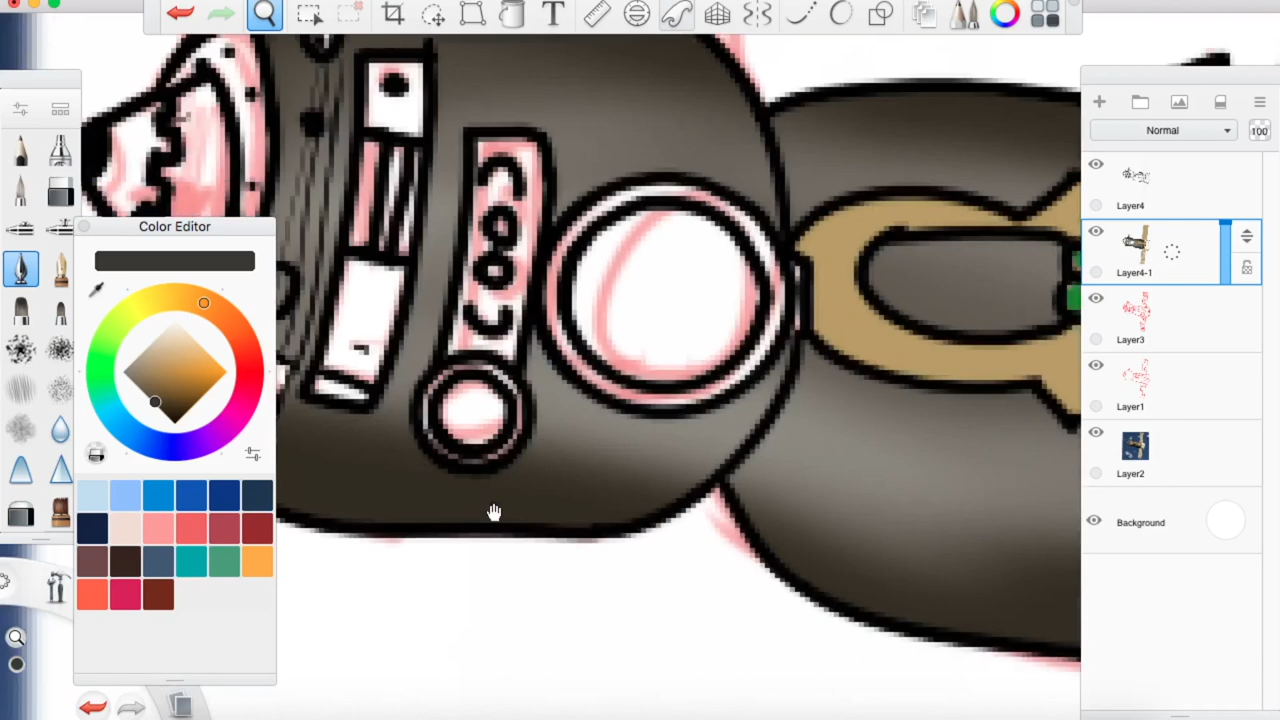 T
Normal
100
Layer4
Color Editor
Layer4-1
Layer3
Layer1
Layer2
Background